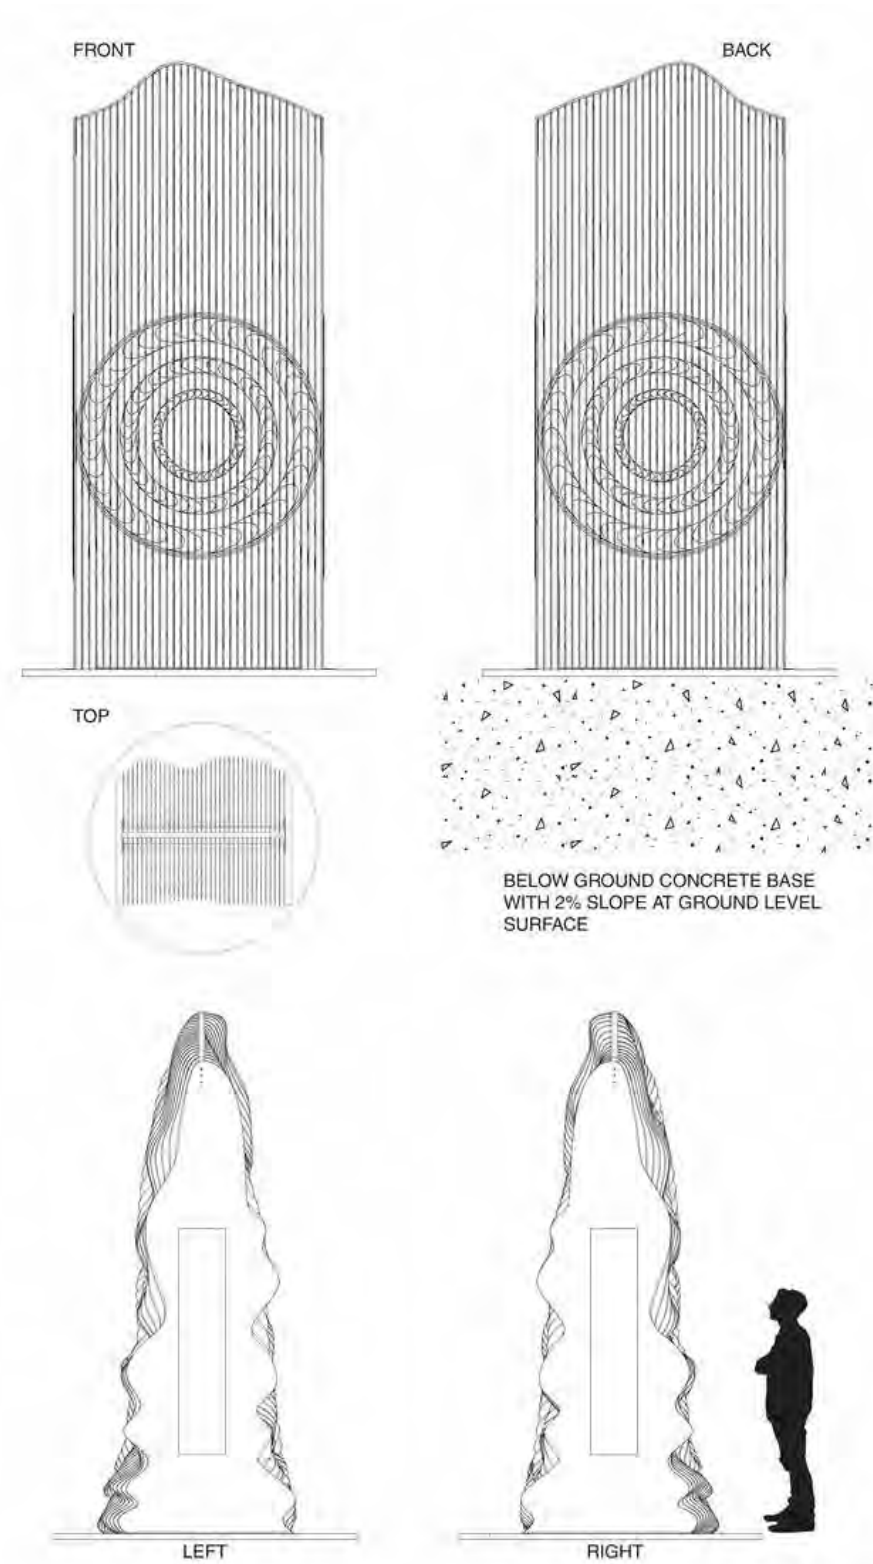 FRONT
BACK
TOP
BELOW GROUND CONCRETE BASE
WITH 2% SLOPE AT GROUND LEVEL
SURFACE
LEFT
RIGHT